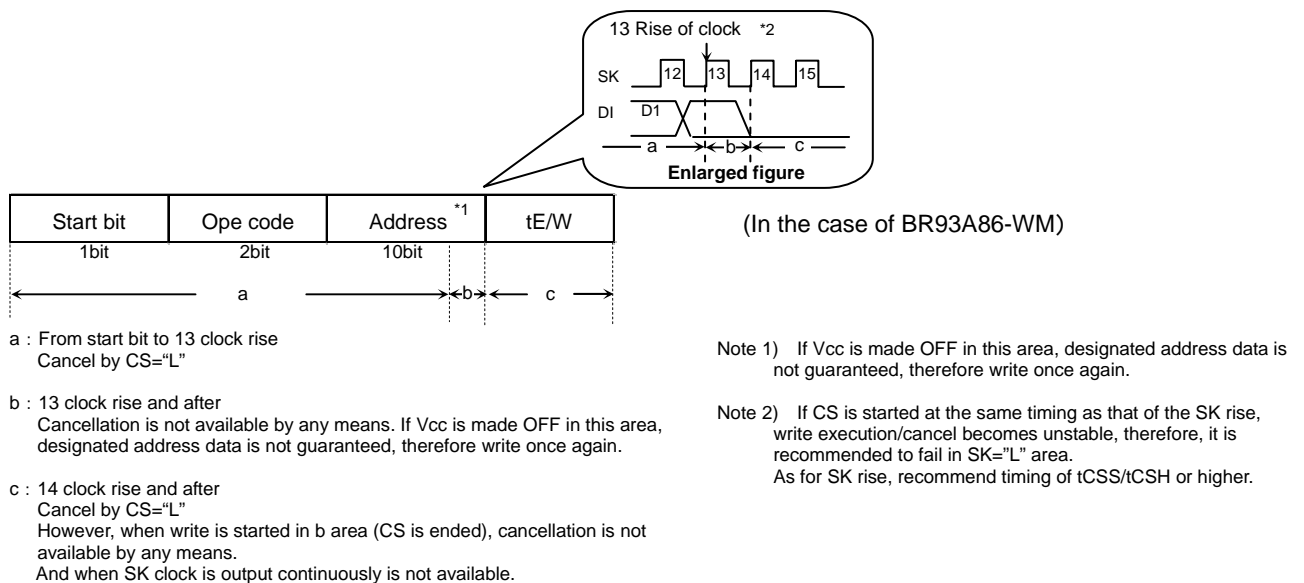 13 Rise of clock *2
SK 12 13 14 15
DI D1
a b c
Enlarged figure
Start bit Ope code Address *1 tE/W
1bit 2bit 10bit
a b c
(In the case of BR93A86-WM)
a : From start bit to 13 clock rise
Cancel by CS=“L”
b : 13 clock rise and after
Cancellation is not available by any means. If Vcc is made OFF in this area,
designated address data is not guaranteed, therefore write once again.
c : 14 clock rise and after
Cancel by CS=“L”
However, when write is started in b area (CS is ended), cancellation is not
available by any means.
And when SK clock is output continuously is not available.
Note 1) If Vcc is made OFF in this area, designated address data is
not guaranteed, therefore write once again.
Note 2) If CS is started at the same timing as that of the SK rise,
write execution/cancel becomes unstable, therefore, it is
recommended to fail in SK=”L” area.
As for SK rise, recommend timing of tCSS/tCSH or higher.